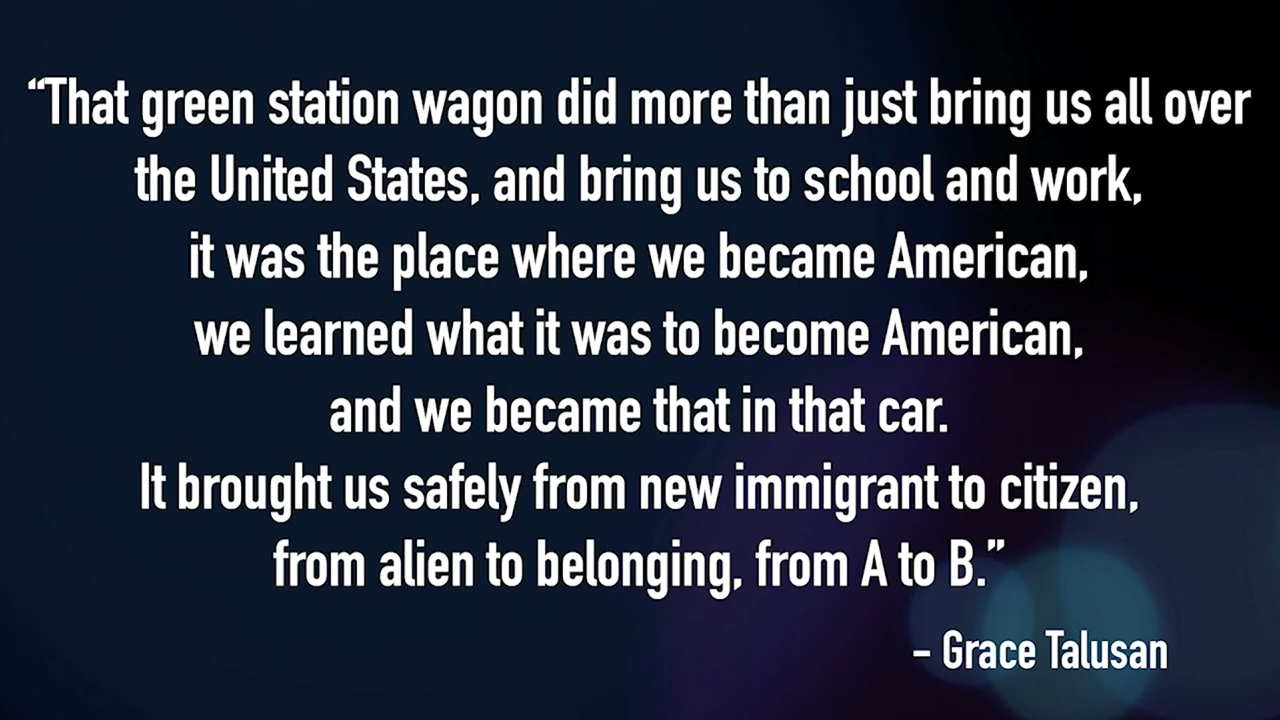 “That green station wagon did more than just bring us all over
the United States, and bring us to school and work,
it was the place where we became American,
we learned what it was to become American,
and we became that in that car.
It brought us safely from new immigrant to citizen,
from alien to belonging, from A to B.”
– Grace Talusan